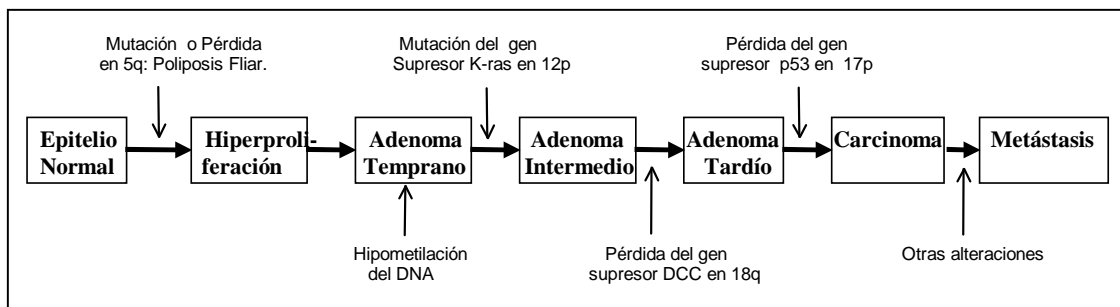 Mutación o Pérdida
en 5q: Poliposis Fliar.
Mutación del gen
Supresor K-ras en 12p
Pérdida del gen
supresor p53 en 17p
Epitelio
Normal
Hiperproli-
feración
Adenoma
Temprano
Adenoma
Intermedio
Adenoma
Tardío
Carcinoma
Metástasis
Hipometilación
del DNA
Pérdida del gen
supresor DCC en 18q
Otras alteraciones